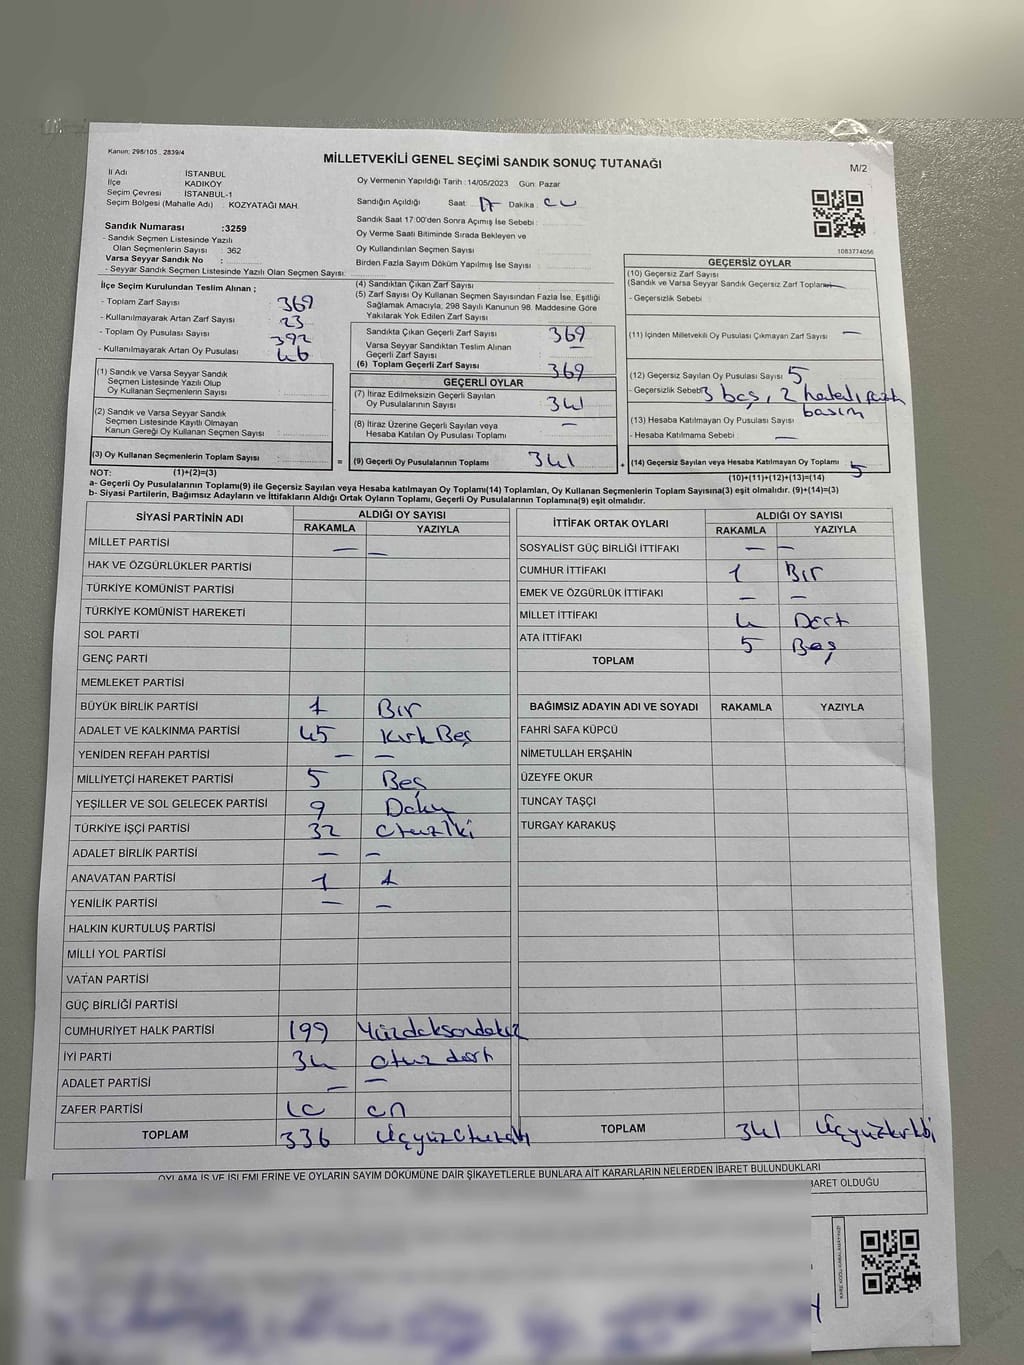 Kanun: 298/105 , 2839/4
MİLLETVEKİLİ GENEL SEÇİMİ SANDIK SONUÇ TUTANAĞI
M/2
İl Adı İSTANBUL
İlçe KADIKÖY
Seçim Çevresi İSTANBUL-1
Seçim Bölgesi (Mahalle Adı) : KOZYATAĞI MAH.
Oy Vermenin Yapıldığı Tarih : 14/05/2023 Gün: Pazar
Sandığın Açıldığı Saat 17 Dakika 00
Sandık Saat 17:00'den Sonra Açılmış İse Sebebi :
Oy Verme Saati Bitiminde Sırada Bekleyen ve
Oy Kullandırılan Seçmen Sayısı
Birden Fazla Sayım Döküm Yapılmış İse Sayısı :
1083774056
Sandık Numarası :3259
- Sandık Seçmen Listesinde Yazılı
Olan Seçmenlerin Sayısı : 362
Varsa Seyyar Sandık No :
- Seyyar Sandık Seçmen Listesinde Yazılı Olan Seçmen Sayısı:
İlçe Seçim Kurulundan Teslim Alınan ;
- Toplam Zarf Sayısı 369
- Kullanılmayarak Artan Zarf Sayısı 23
- Toplam Oy Pusulası Sayısı 392
- Kullanılmayarak Artan Oy Pusulası 46
(1) Sandık ve Varsa Seyyar Sandık
Seçmen Listesinde Yazılı Olup
Oy Kullanan Seçmenlerin Sayısı
(2) Sandık ve Varsa Seyyar Sandık
Seçmen Listesinde Kayıtlı Olmayan
Kanun Gereği Oy Kullanan Seçmen Sayısı
(3) Oy Kullanan Seçmenlerin Toplam Sayısı =
(4) Sandıktan Çıkan Zarf Sayısı
(5) Zarf Sayısı Oy Kullanan Seçmen Sayısından Fazla İse, Eşitliği
Sağlamak Amacıyla, 298 Sayılı Kanunun 98. Maddesine Göre
Yakılarak Yok Edilen Zarf Sayısı
Sandıkta Çıkan Geçerli Zarf Sayısı 369
Varsa Seyyar Sandıktan Teslim Alınan
Geçerli Zarf Sayısı —
(6) Toplam Geçerli Zarf Sayısı 369
GEÇERLİ OYLAR
(7) İtiraz Edilmeksizin Geçerli Sayılan
Oy Pusulalarının Sayısı 341
(8) İtiraz Üzerine Geçerli Sayılan veya
Hesaba Katılan Oy Pusulası Toplamı —
(9) Geçerli Oy Pusulalarının Toplamı 341 +
GEÇERSİZ OYLAR
(10) Geçersiz Zarf Sayısı
(Sandık ve Varsa Seyyar Sandık Geçersiz Zarf Toplamı) —
- Geçersizlik Sebebi
(11) İçinden Milletvekili Oy Pusulası Çıkmayan Zarf Sayısı —
(12) Geçersiz Sayılan Oy Pusulası Sayısı 5
- Geçersizlik Sebebi 3 boş, 2 hatalı
basım
(13) Hesaba Katılmayan Oy Pusulası Sayısı
- Hesaba Katılmama Sebebi —
(14) Geçersiz Sayılan veya Hesaba Katılmayan Oy Toplamı 5
(10)+(11)+(12)+(13)=(14)
NOT: (1)+(2)=(3)
a- Geçerli Oy Pusulaları Toplamı(9) ile Geçersiz Sayılan veya Hesaba katılmayan Oy Toplamı(14) Toplamları, Oy Kullanan Seçmenlerin Toplam Sayısına(3) eşit olmalıdır. (9)+(14)=(3)
b- Siyasi Partilerin, Bağımsız Adayların ve İttifakların Aldığı Ortak Oyların Toplamı, Geçerli Oy Pusulalarının Toplamına(9) eşit olmalıdır.
SİYASİ PARTİNİN ADI ALDIĞI OY SAYISI
RAKAMLA YAZIYLA
MİLLET PARTİSİ — —
HAK VE ÖZGÜRLÜKLER PARTİSİ
TÜRKİYE KOMÜNİST PARTİSİ
TÜRKİYE KOMÜNİST HAREKETİ
SOL PARTİ
GENÇ PARTİ
MEMLEKET PARTİSİ
BÜYÜK BİRLİK PARTİSİ 1 Bir
ADALET VE KALKINMA PARTİSİ 45 Kırk Beş
YENİDEN REFAH PARTİSİ — —
MİLLİYETÇİ HAREKET PARTİSİ 5 Beş
YEŞİLLER VE SOL GELECEK PARTİSİ 9 Dokuz
TÜRKİYE İŞÇİ PARTİSİ 32 Otuz İki
ADALET BİRLİK PARTİSİ — —
ANAVATAN PARTİSİ 1 1
YENİLİK PARTİSİ — —
HALKIN KURTULUŞ PARTİSİ
MİLLİ YOL PARTİSİ
VATAN PARTİSİ
GÜÇ BİRLİĞİ PARTİSİ
CUMHURİYET HALK PARTİSİ 199 Yüzdoksandokuz
İYİ PARTİ 34 Otuz dört
ADALET PARTİSİ — —
ZAFER PARTİSİ 10 on
TOPLAM 336 Üçyüzotuzaltı
İTTİFAK ORTAK OYLARI ALDIĞI OY SAYISI
RAKAMLA YAZIYLA
SOSYALİST GÜÇ BİRLİĞİ İTTİFAKI — —
CUMHUR İTTİFAKI 1 Bir
EMEK VE ÖZGÜRLÜK İTTİFAKI — —
MİLLET İTTİFAKI 4 Dört
ATA İTTİFAKI 5 Beş
TOPLAM
BAĞIMSIZ ADAYIN ADI VE SOYADI RAKAMLA YAZIYLA
FAHRİ SAFA KÜPCÜ
NİMETULLAH ERŞAHİN
ÜZEYFE OKUR
TUNCAY TAŞÇI
TURGAY KARAKUŞ
TOPLAM 341 Üçyüzkırkbi
OYLAMA İŞ VE İŞLEMLERİNE VE OYLARIN SAYIM DÖKÜMÜNE DAİR ŞİKAYETLERLE BUNLARA AİT KARARLARIN NELERDEN İBARET BULUNDUKLARI
İBARET OLDUĞU